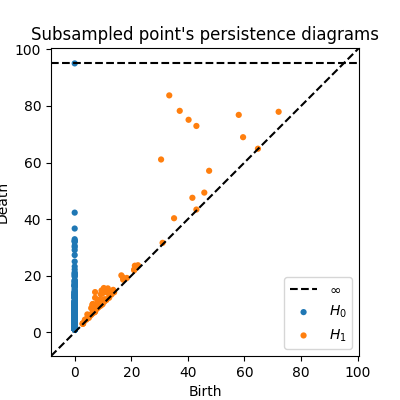 Subsampled point's persistence diagrams
100
80
60
40
20
0
Death
0 20 40 60 80 100
Birth
∞
H₀
H₁